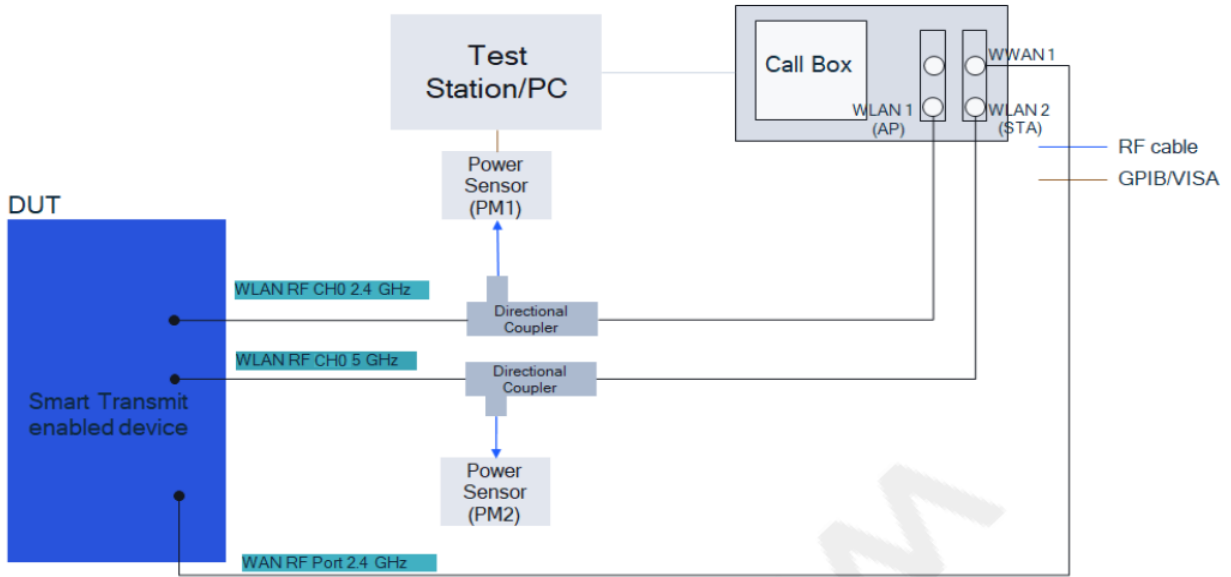 Test
Station/PC
Call Box
WWAN 1
WLAN 1
(AP)
WLAN 2
(STA)
RF cable
GPIB/VISA
Power
Sensor
(PM1)
DUT
WLAN RF CH0 2.4 GHz
Directional
Coupler
WLAN RF CH0 5 GHz
Directional
Coupler
Smart Transmit
enabled device
Power
Sensor
(PM2)
WAN RF Port 2.4 GHz